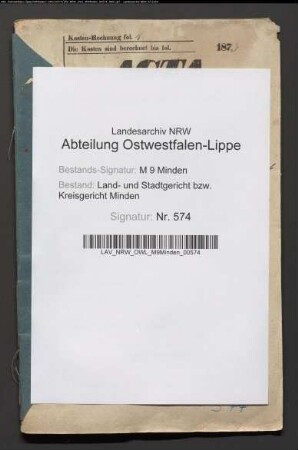 Kosten-Rechnung fol.
Die Kosten sind berechnet bis fol. 187
ACTA
Landesarchiv NRW
Abteilung Ostwestfalen-Lippe
Bestands-Signatur: M 9 Minden
Bestand: Land- und Stadtgericht bzw.
Kreisgericht Minden
Signatur: Nr. 574
LAV_NRW_OWL_M9Minden_00574